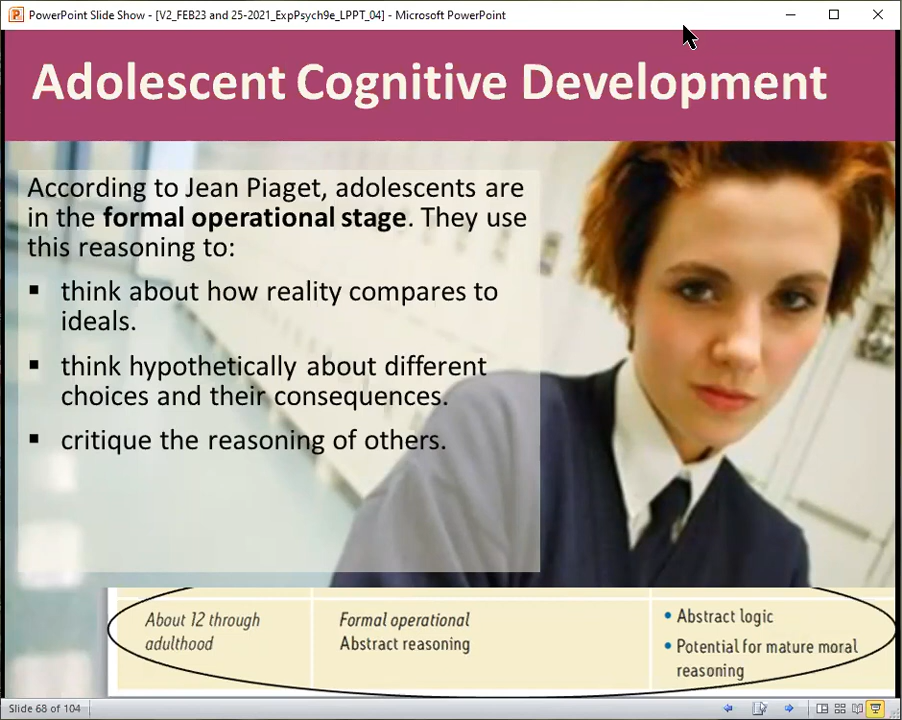 PowerPoint Slide Show - [V2_FEB23 and 25-2021_ExpPsych9e_LPPT_04] - Microsoft PowerPoint
Adolescent Cognitive Development
According to Jean Piaget, adolescents are
in the formal operational stage. They use
this reasoning to:
▪ think about how reality compares to
ideals.
▪ think hypothetically about different
choices and their consequences.
▪ critique the reasoning of others.
About 12 through
adulthood
Formal operational
Abstract reasoning
• Abstract logic
• Potential for mature moral
reasoning
Slide 68 of 104